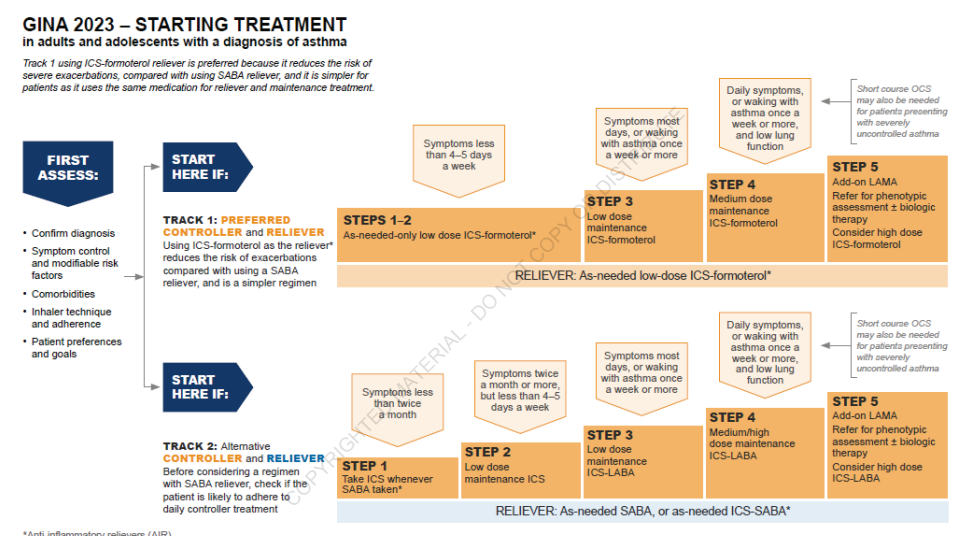 GINA 2023 – STARTING TREATMENT
in adults and adolescents with a diagnosis of asthma
Track 1 using ICS-formoterol reliever is preferred because it reduces the risk of
severe exacerbations, compared with using SABA reliever, and it is simpler for
patients as it uses the same medication for reliever and maintenance treatment.
FIRST
ASSESS:
• Confirm diagnosis
• Symptom control
and modifiable risk
factors
• Comorbidities
• Inhaler technique
and adherence
• Patient preferences
and goals
START
HERE IF:
TRACK 1: PREFERRED
CONTROLLER and RELIEVER
Using ICS-formoterol as the reliever*
reduces the risk of exacerbations
compared with using a SABA
reliever, and is a simpler regimen
Symptoms less
than 4–5 days
a week
Symptoms most
days, or waking
with asthma once
a week or more
Daily symptoms,
or waking with
asthma once a
week or more,
and low lung
function
Short course OCS
may also be needed
for patients presenting
with severely
uncontrolled asthma
STEPS 1–2
As-needed-only low dose ICS-formoterol*
STEP 3
Low dose
maintenance
ICS-formoterol
STEP 4
Medium dose
maintenance
ICS-formoterol
STEP 5
Add-on LAMA
Refer for phenotypic
assessment ± biologic
therapy
Consider high dose
ICS-formoterol
RELIEVER: As-needed low-dose ICS-formoterol*
START
HERE IF:
TRACK 2: Alternative
CONTROLLER and RELIEVER
Before considering a regimen
with SABA reliever, check if the
patient is likely to adhere to
daily controller treatment
Symptoms less
than twice
a month
Symptoms twice
a month or more,
but less than 4–5
days a week
Symptoms most
days, or waking
with asthma once
a week or more
Daily symptoms,
or waking with
asthma once a
week or more,
and low lung
function
Short course OCS
may also be needed
for patients presenting
with severely
uncontrolled asthma
STEP 1
Take ICS whenever
SABA taken*
STEP 2
Low dose
maintenance ICS
STEP 3
Low dose
maintenance
ICS-LABA
STEP 4
Medium/high
dose maintenance
ICS-LABA
STEP 5
Add-on LAMA
Refer for phenotypic
assessment ± biologic
therapy
Consider high dose
ICS-LABA
RELIEVER: As-needed SABA, or as-needed ICS-SABA*
*Anti-inflammatory relievers (AIR)
COPYRIGHTED MATERIAL - DO NOT COPY OR DISTRIBUTE